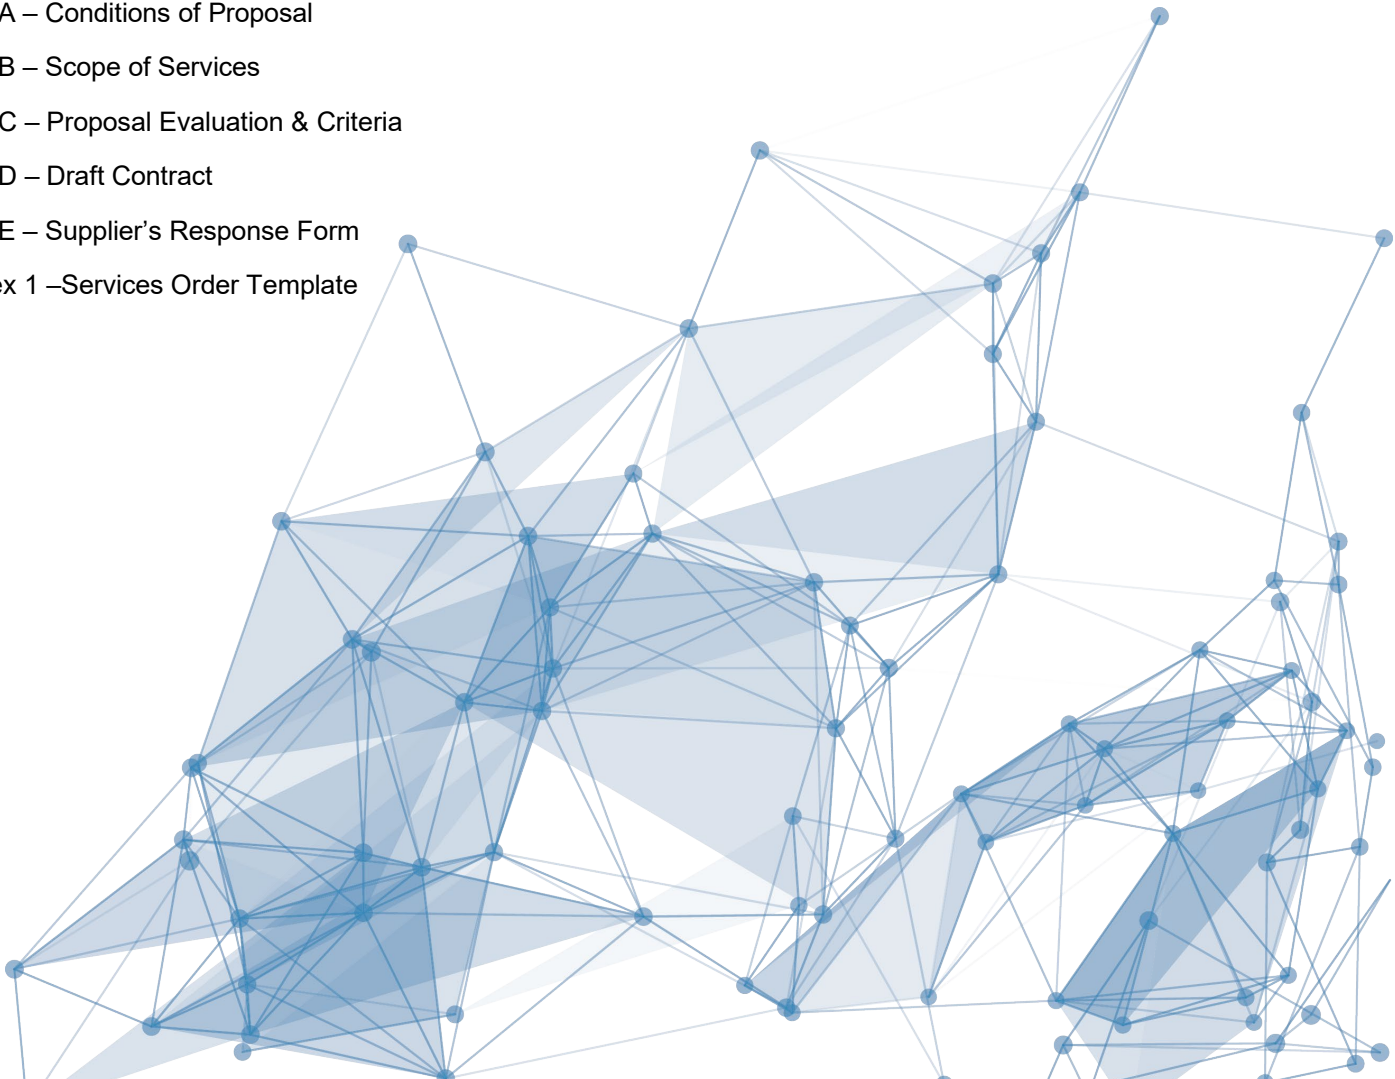 A – Conditions of Proposal
B – Scope of Services
C – Proposal Evaluation & Criteria
D – Draft Contract
E – Supplier’s Response Form
ex 1 –Services Order Template